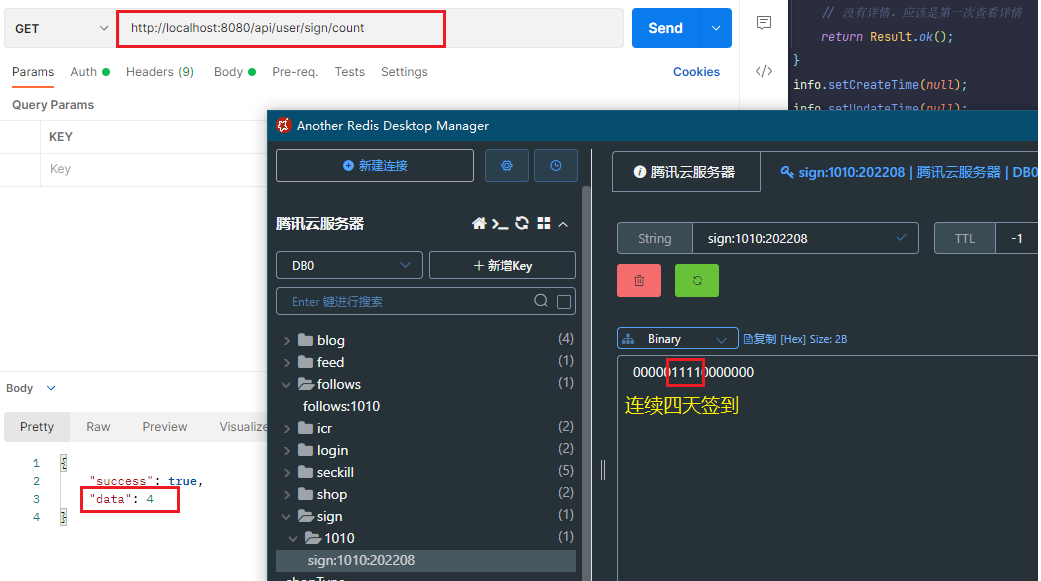 GET
http://localhost:8080/api/user/sign/count
Send
Params
Auth
Headers (9)
Body
Pre-req.
Tests
Settings
Cookies
Query Params
KEY
Key
// 没有详情，应该是第一次查看详情
return Result.ok();
}
info.setCreateTime(null);
info.setUpdateTime(null);
Another Redis Desktop Manager
新建连接
腾讯云服务器
DB0
+ 新增Key
Enter 键进行搜索
blog (4)
feed (1)
follows (1)
follows:1010
icr (2)
login (2)
seckill (5)
shop (2)
sign (1)
1010 (1)
sign:1010:202208
shopType
腾讯云服务器
sign:1010:202208 | 腾讯云服务器 | DB0
String
sign:1010:202208
TTL
-1
Binary
复制
[Hex] Size: 2B
0000011110000000
连续四天签到
Body
Pretty
Raw
Preview
Visualize
1 {
2 "success": true,
3 "data": 4
4 }